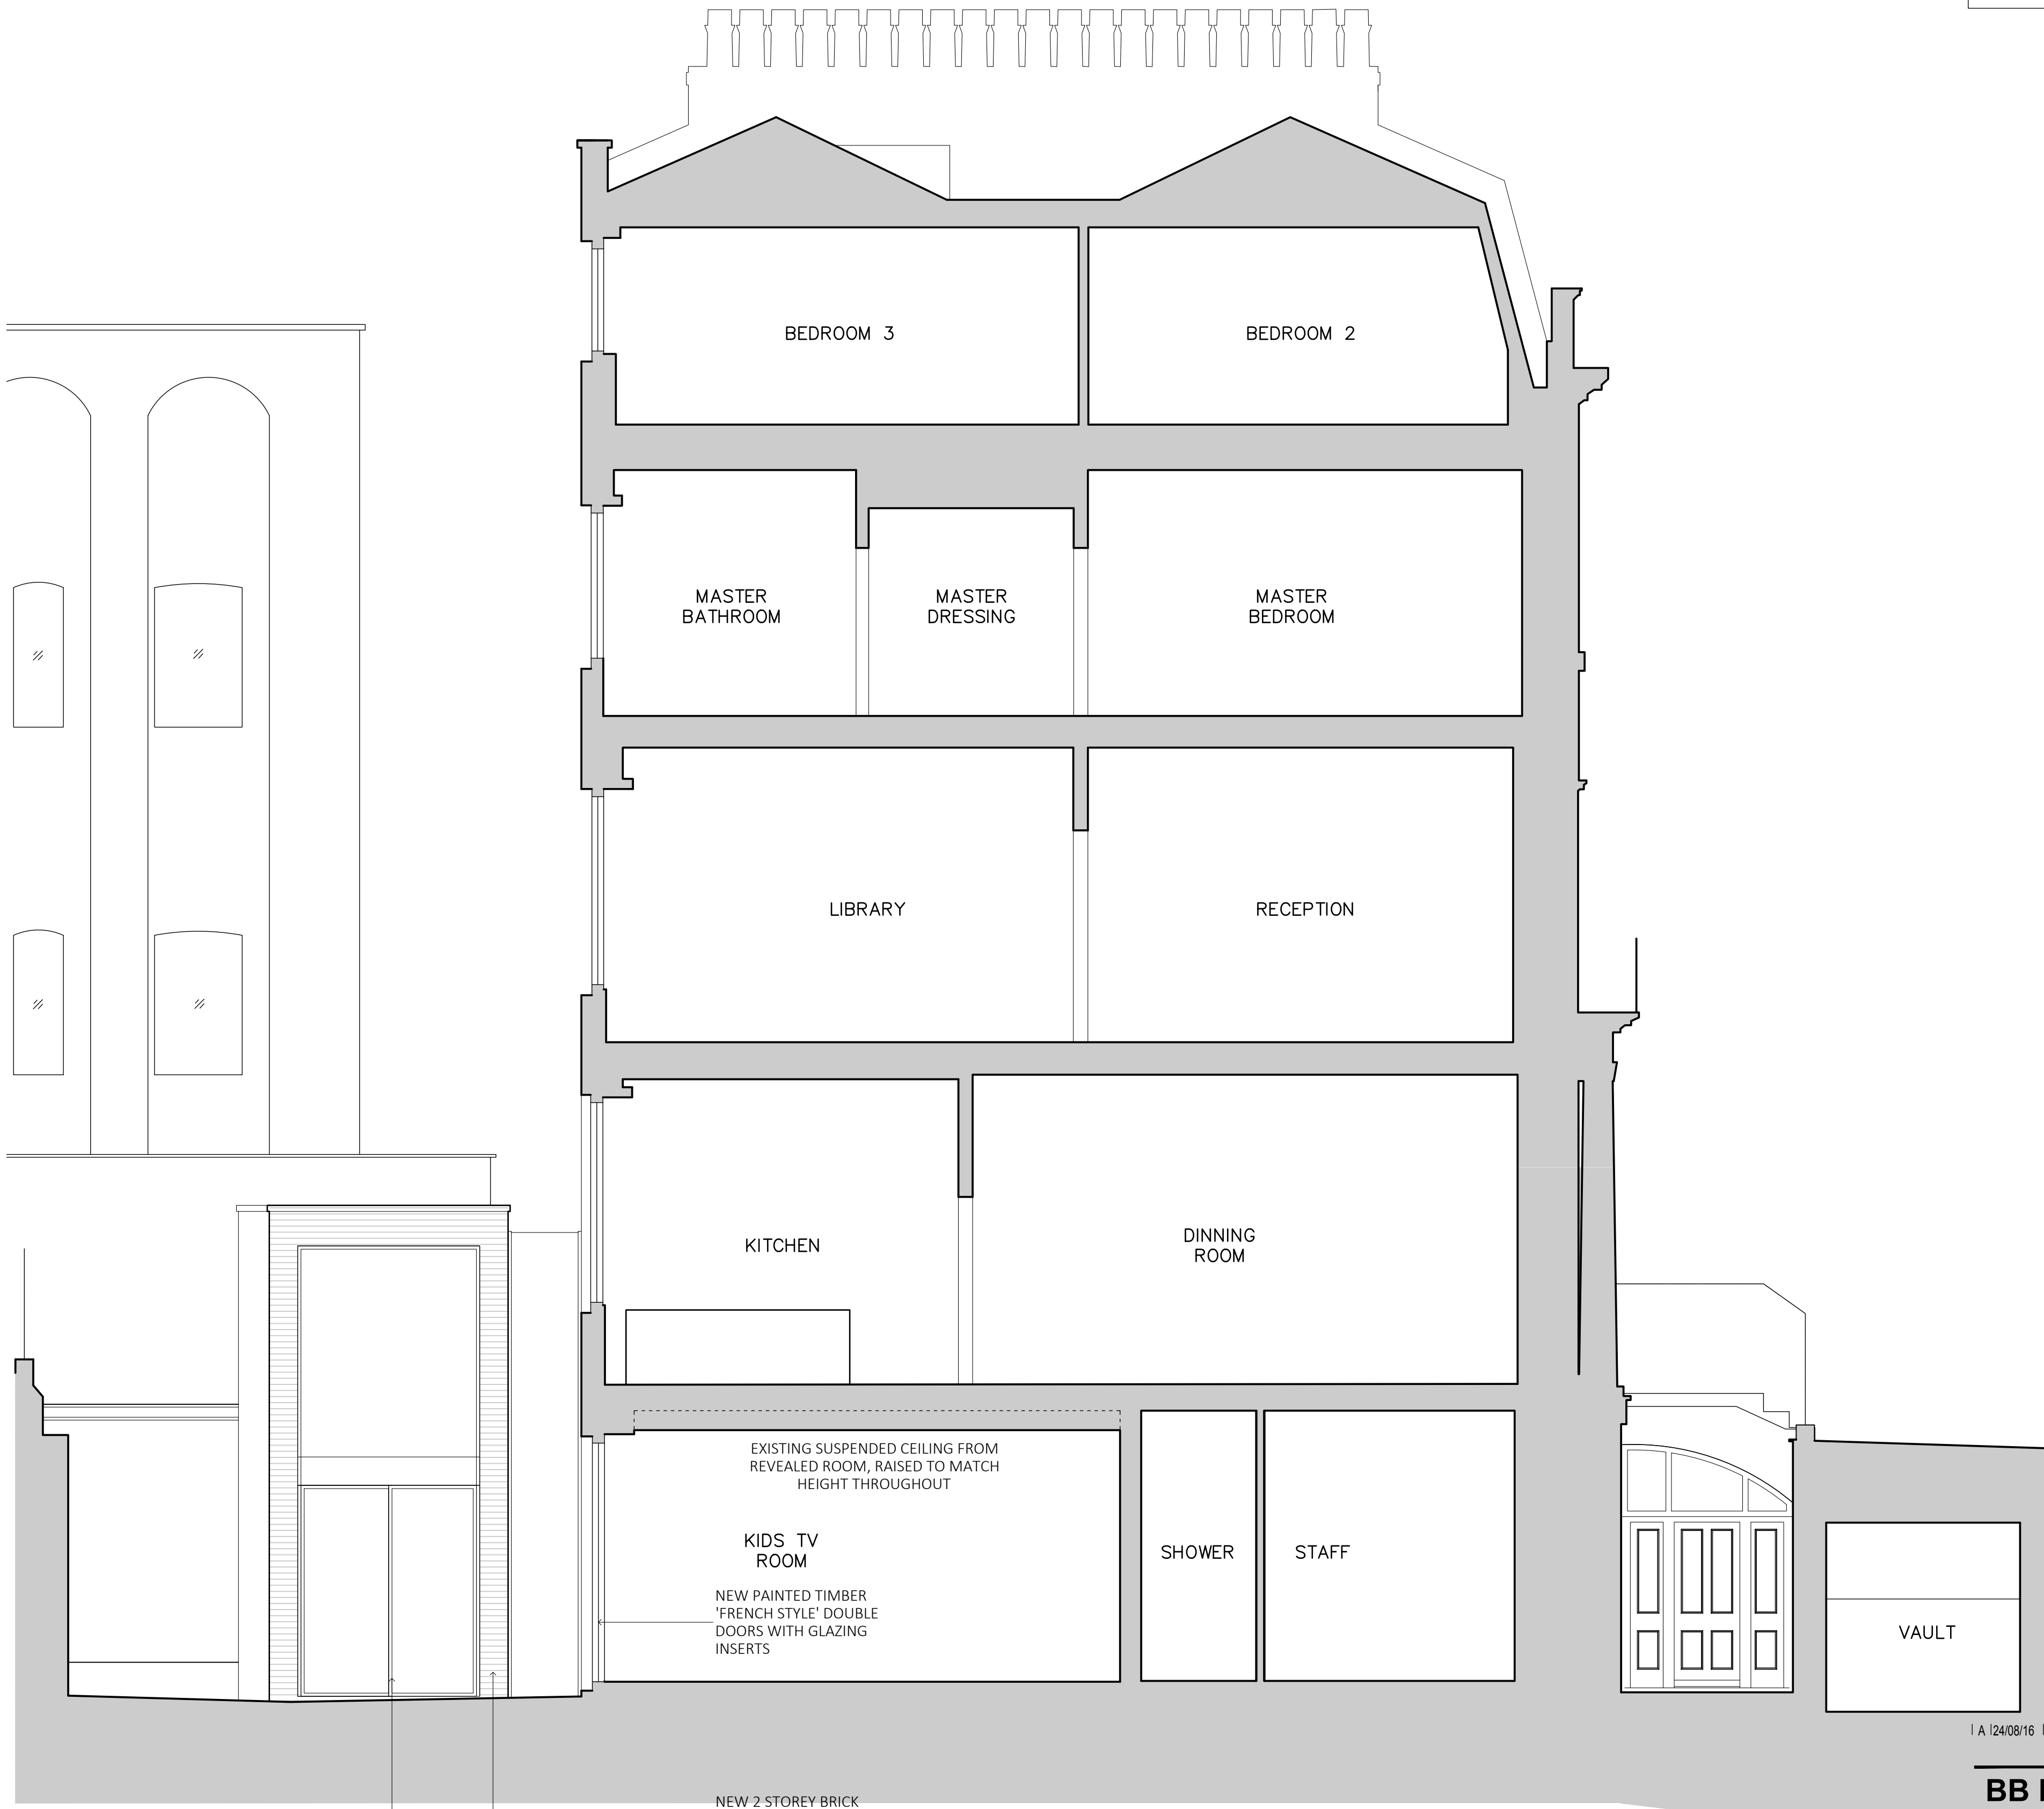 BEDROOM 3
BEDROOM 2
MASTER
BATHROOM
MASTER
DRESSING
MASTER
BEDROOM
LIBRARY
RECEPTION
KITCHEN
DINNING
ROOM
EXISTING SUSPENDED CEILING FROM
REVEALED ROOM, RAISED TO MATCH
HEIGHT THROUGHOUT
KIDS TV
ROOM
NEW PAINTED TIMBER
'FRENCH STYLE' DOUBLE
DOORS WITH GLAZING
INSERTS
SHOWER
STAFF
VAULT
A 24/08/16
BB
NEW 2 STOREY BRICK